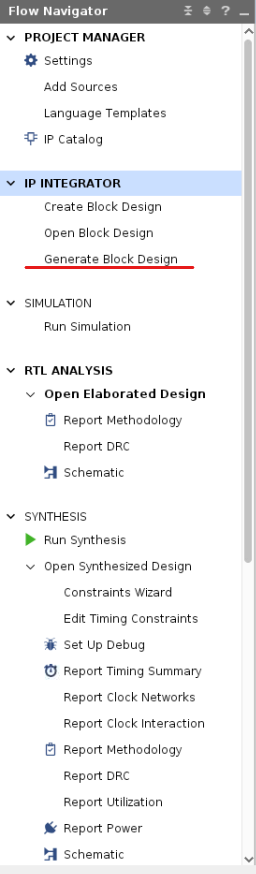 Flow Navigator ?
PROJECT MANAGER
Settings
Add Sources
Language Templates
IP Catalog
IP INTEGRATOR
Create Block Design
Open Block Design
Generate Block Design
SIMULATION
Run Simulation
RTL ANALYSIS
Open Elaborated Design
Report Methodology
Report DRC
Schematic
SYNTHESIS
Run Synthesis
Open Synthesized Design
Constraints Wizard
Edit Timing Constraints
Set Up Debug
Report Timing Summary
Report Clock Networks
Report Clock Interaction
Report Methodology
Report DRC
Report Utilization
Report Power
Schematic